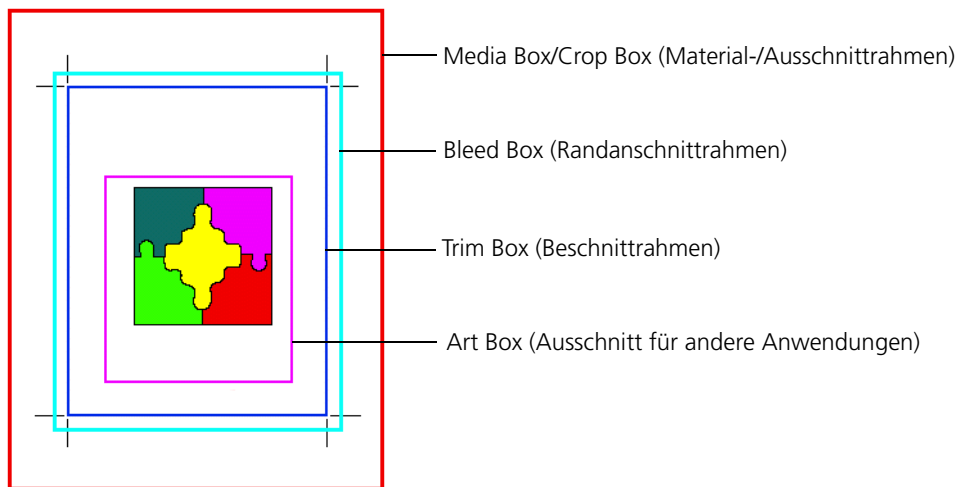 Media Box/Crop Box (Material-/Ausschnittrahmen)
Bleed Box (Randanschnittrahmen)
Trim Box (Beschnittrahmen)
Art Box (Ausschnitt für andere Anwendungen)